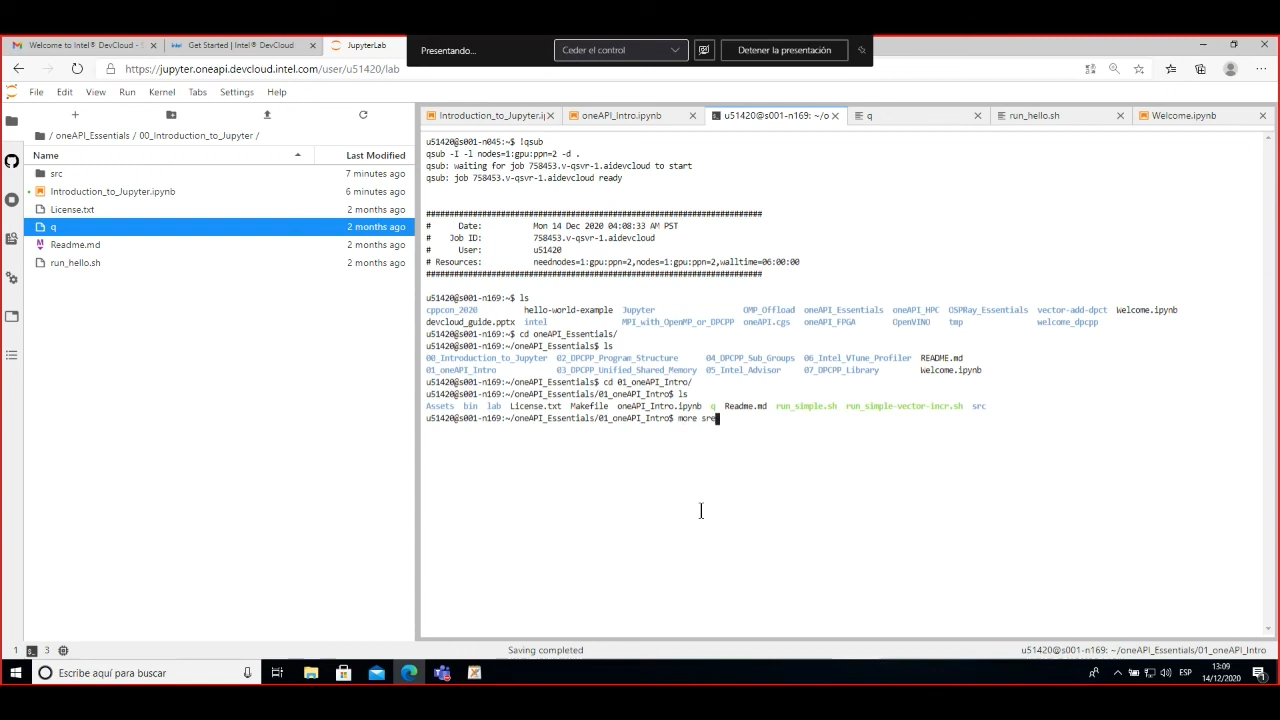 Welcome to Intel® DevCloud - S
Get Started | Intel® DevCloud
JupyterLab
Presentando...
Ceder el control
Detener la presentación
https://jupyter.oneapi.devcloud.intel.com/user/u51420/lab
File Edit View Run Kernel Tabs Settings Help
/ oneAPI_Essentials / 00_Introduction_to_Jupyter /
Name Last Modified
src 7 minutes ago
Introduction_to_Jupyter.ipynb 6 minutes ago
License.txt 2 months ago
q 2 months ago
Readme.md 2 months ago
run_hello.sh 2 months ago
Introduction_to_Jupyter.i
oneAPI_Intro.ipynb
u51420@s001-n169: ~/o
q
run_hello.sh
Welcome.ipynb
u51420@s001-n045:~$ !qsub
qsub -I -l nodes=1:gpu:ppn=2 -d .
qsub: waiting for job 758453.v-qsvr-1.aidevcloud to start
qsub: job 758453.v-qsvr-1.aidevcloud ready
########################################################################
# Date: Mon 14 Dec 2020 04:08:33 AM PST
# Job ID: 758453.v-qsvr-1.aidevcloud
# User: u51420
# Resources: neednodes=1:gpu:ppn=2,nodes=1:gpu:ppn=2,walltime=06:00:00
########################################################################
u51420@s001-n169:~$ ls
cppcon_2020 hello-world-example Jupyter OMP_Offload oneAPI_Essentials oneAPI_HPC OSPRay_Essentials vector-add-dpct Welcome.ipynb
devcloud_guide.pptx intel MPI_with_OpenMP_or_DPCPP oneAPI.cgs oneAPI_FPGA OpenVINO tmp welcome_dpcpp
u51420@s001-n169:~$ cd oneAPI_Essentials/
u51420@s001-n169:~/oneAPI_Essentials$ ls
00_Introduction_to_Jupyter 02_DPCPP_Program_Structure 04_DPCPP_Sub_Groups 06_Intel_VTune_Profiler README.md
01_oneAPI_Intro 03_DPCPP_Unified_Shared_Memory 05_Intel_Advisor 07_DPCPP_Library Welcome.ipynb
u51420@s001-n169:~/oneAPI_Essentials$ cd 01_oneAPI_Intro/
u51420@s001-n169:~/oneAPI_Essentials/01_oneAPI_Intro$ ls
Assets bin lab License.txt Makefile oneAPI_Intro.ipynb q Readme.md run_simple.sh run_simple-vector-incr.sh src
u51420@s001-n169:~/oneAPI_Essentials/01_oneAPI_Intro$ more sre
1 3 Saving completed u51420@s001-n169: ~/oneAPI_Essentials/01_oneAPI_Intro
Escribe aquí para buscar
ESP
13:09
14/12/2020
1